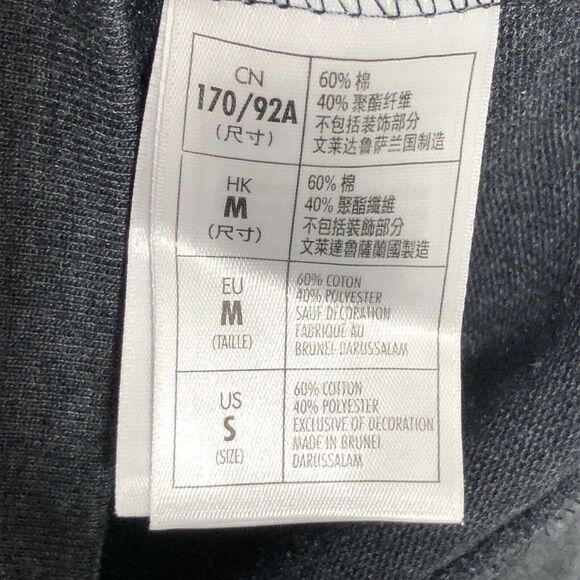 CN
170/92A
(尺寸)
60% 棉
40% 聚酯纤维
不包括装饰部分
文莱达鲁萨兰国制造
HK
M
(尺寸)
60% 棉
40% 聚酯纖維
不包括裝飾部分
文萊達魯薩蘭國製造
EU
M
(TAILLE)
60% COTON
40% POLYESTER
SAUF DÉCORATION
FABRIQUE AU
BRUNEI-DARUSSALAM
US
S
(SIZE)
60% COTTON
40% POLYESTER
EXCLUSIVE OF DECORATION
MADE IN BRUNEI
DARUSSALAM